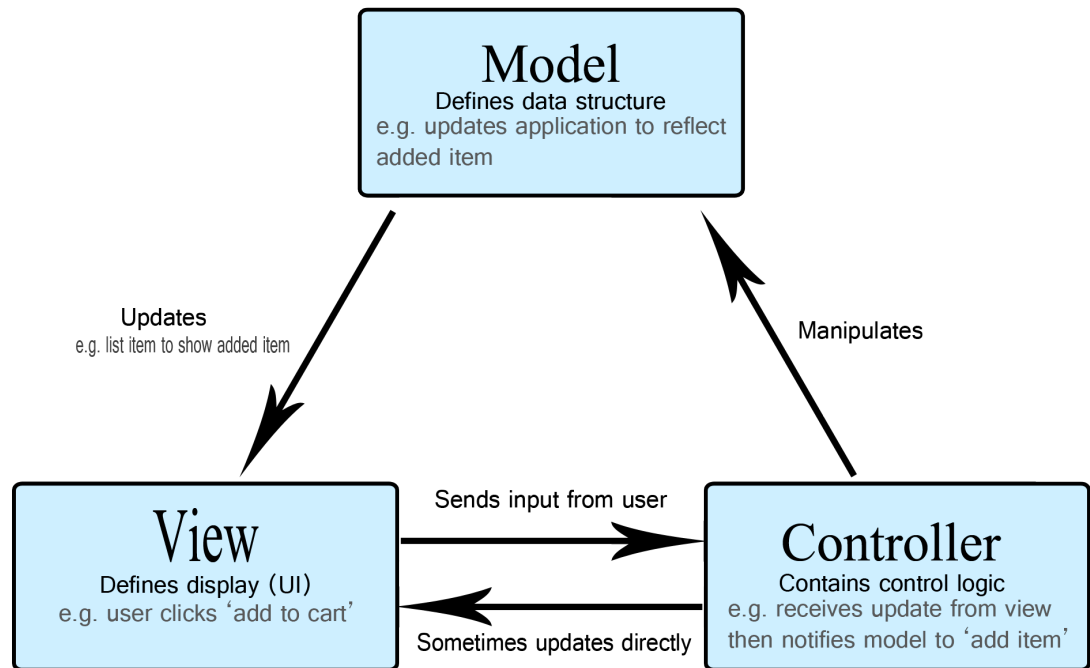 Model
Defines data structure
e.g. updates application to reflect
added item
Updates
e.g. list item to show added item
Manipulates
View
Defines display (UI)
e.g. user clicks ‘add to cart’
Sends input from user
Sometimes updates directly
Controller
Contains control logic
e.g. receives update from view
then notifies model to ‘add item’